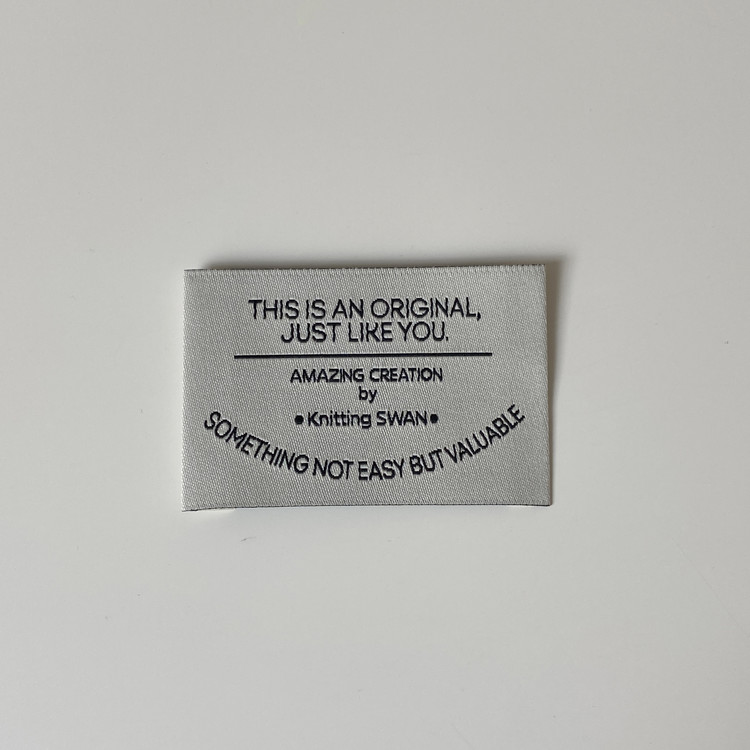 THIS IS AN ORIGINAL,
JUST LIKE YOU.
AMAZING CREATION
by
•Knitting SWAN•
SOMETHING NOT EASY BUT VALUABLE